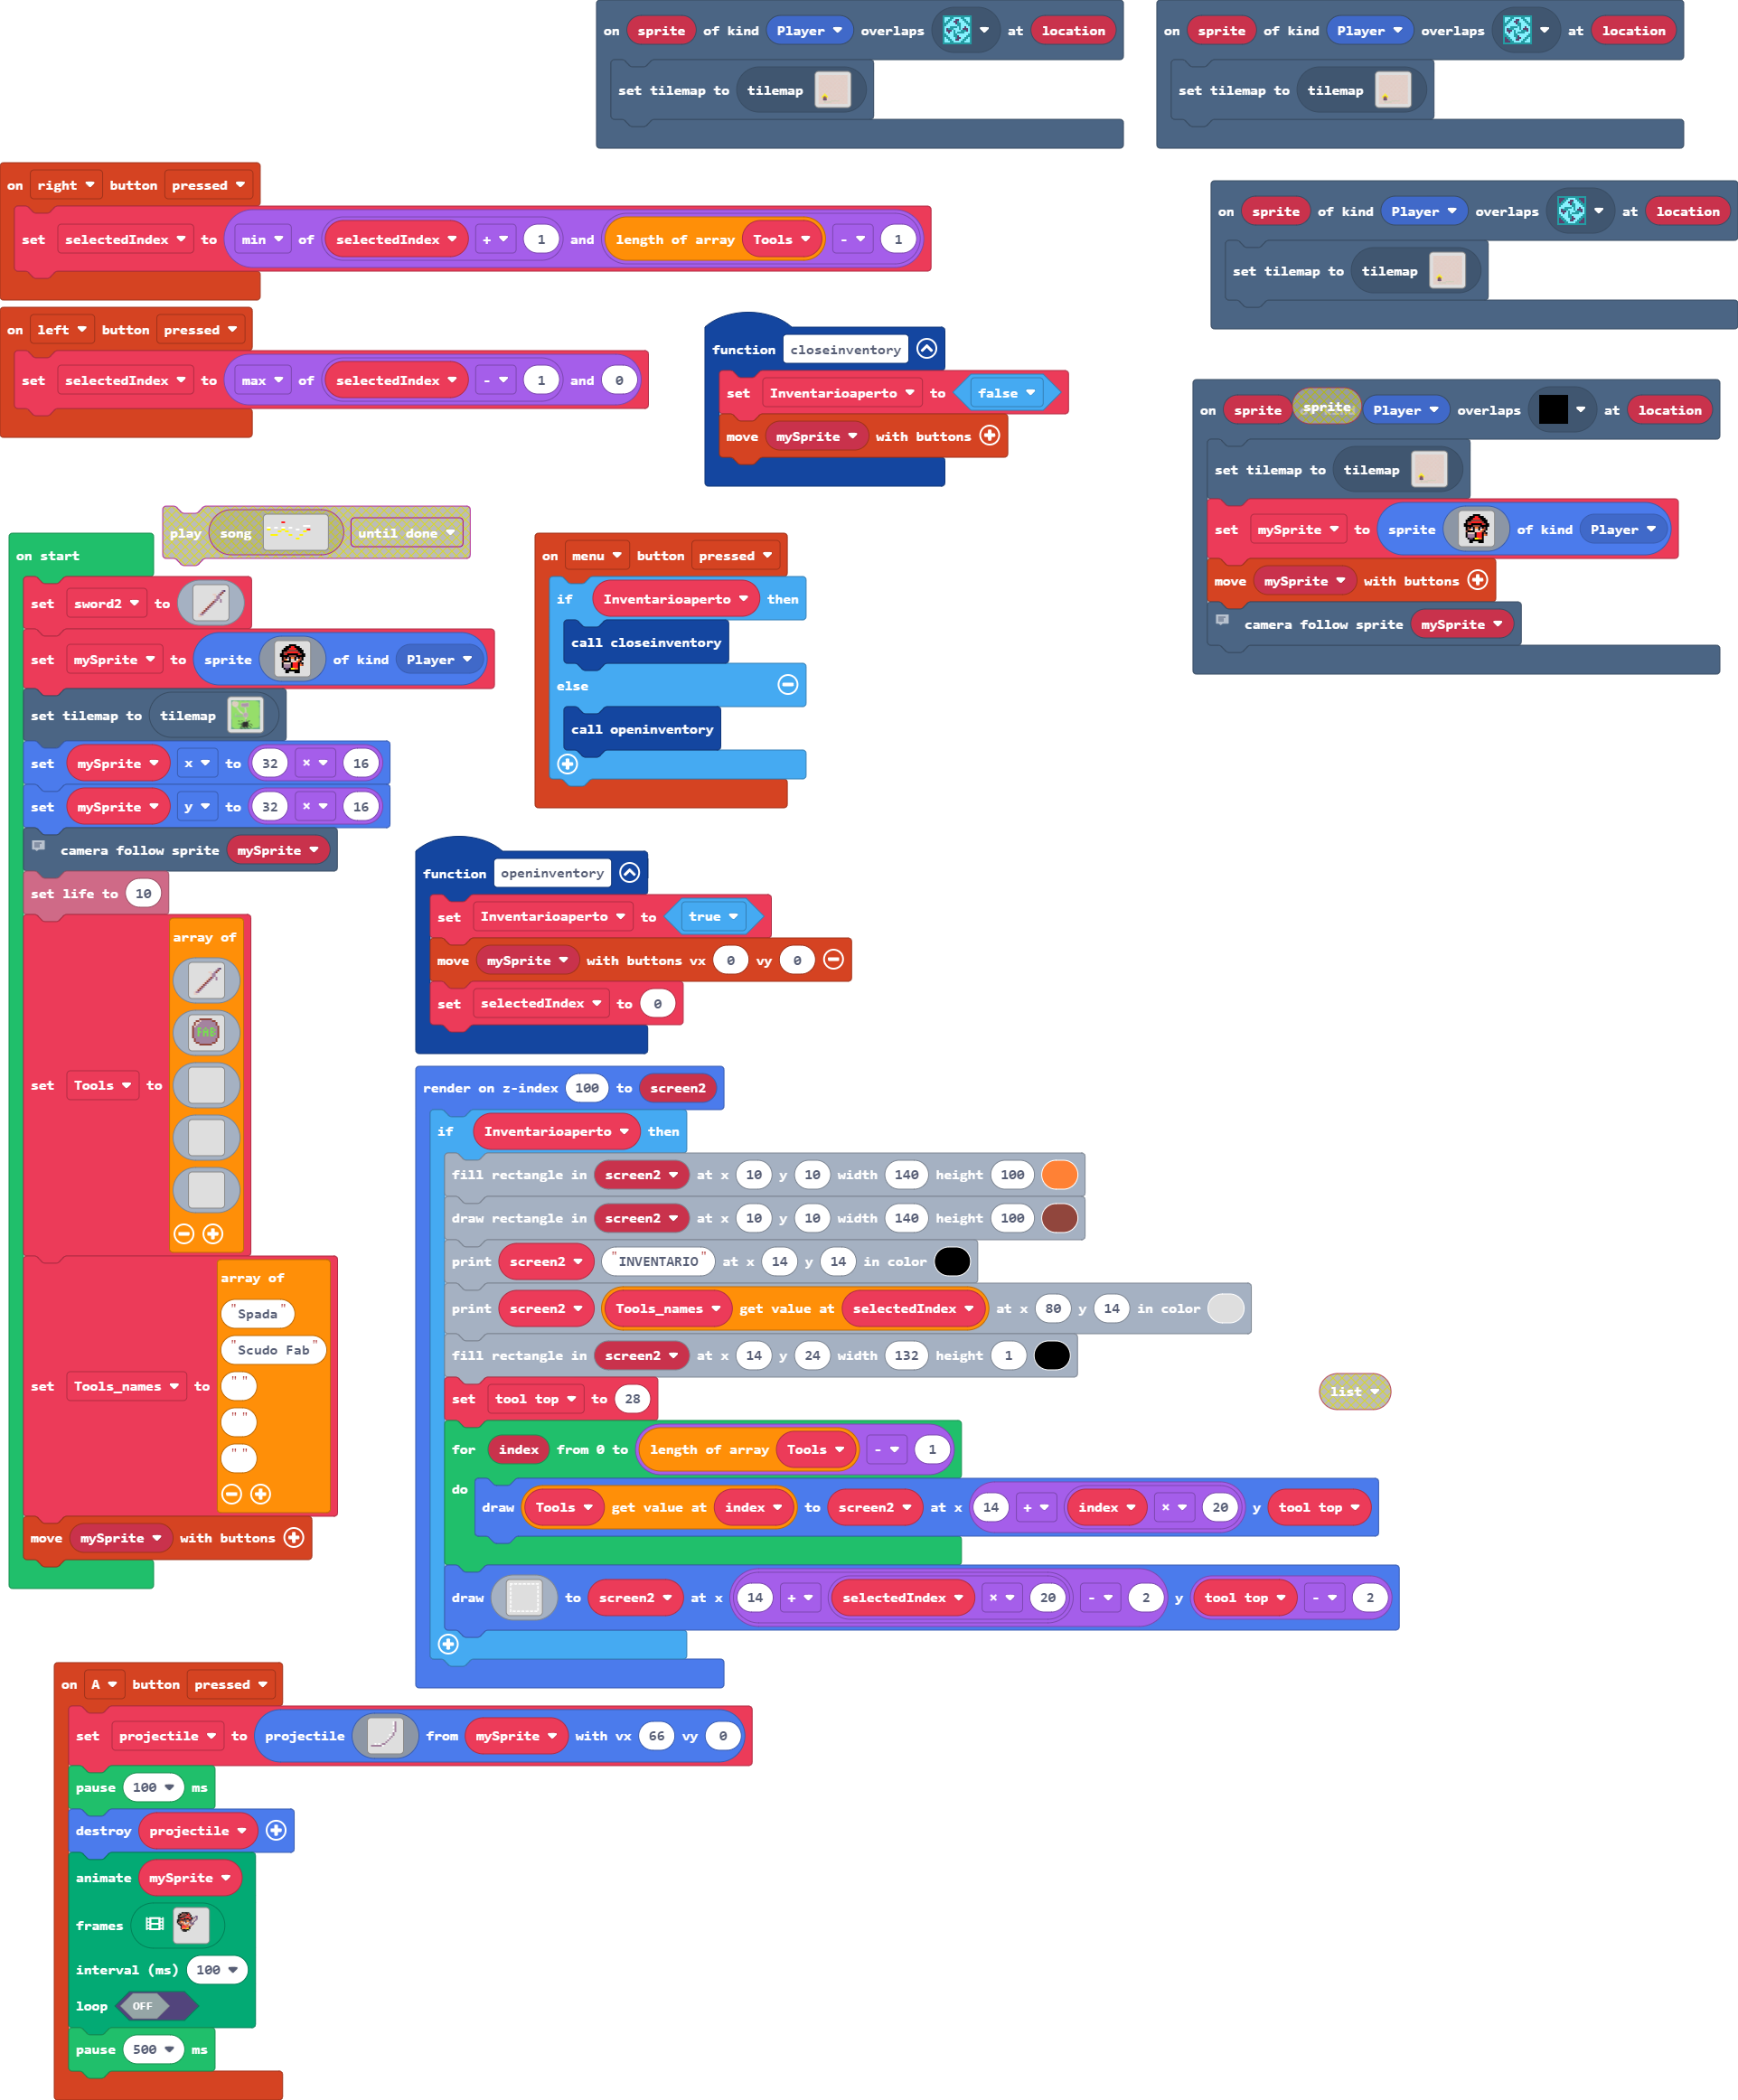 on sprite of kind Player overlaps at location
set tilemap to tilemap
on sprite of kind Player overlaps at location
set tilemap to tilemap
on right button pressed
set selectedIndex to min of selectedIndex + 1 and length of array Tools - 1
on sprite of kind Player overlaps at location
set tilemap to tilemap
on left button pressed
set selectedIndex to max of selectedIndex - 1 and 0
function closeinventory
set Inventarioaperto to false
move mySprite with buttons
on sprite sprite Player overlaps at location
set tilemap to tilemap
set mySprite to sprite of kind Player
move mySprite with buttons
camera follow sprite mySprite
play song until done
on start
set sword2 to
set mySprite to sprite of kind Player
set tilemap to tilemap
set mySprite x to 32 × 16
set mySprite y to 32 × 16
camera follow sprite mySprite
set life to 10
set Tools to array of
FAB
set Tools_names to array of
"Spada"
"Scudo Fab"
" "
" "
" "
move mySprite with buttons
on menu button pressed
if Inventarioaperto then
call closeinventory
else
call openinventory
function openinventory
set Inventarioaperto to true
move mySprite with buttons vx 0 vy 0
set selectedIndex to 0
render on z-index 100 to screen2
if Inventarioaperto then
fill rectangle in screen2 at x 10 y 10 width 140 height 100
draw rectangle in screen2 at x 10 y 10 width 140 height 100
print screen2 "INVENTARIO" at x 14 y 14 in color
print screen2 Tools_names get value at selectedIndex at x 80 y 14 in color
fill rectangle in screen2 at x 14 y 24 width 132 height 1
set tool top to 28
for index from 0 to length of array Tools - 1
do draw Tools get value at index to screen2 at x 14 + index × 20 y tool top
draw to screen2 at x 14 + selectedIndex × 20 - 2 y tool top - 2
list
on A button pressed
set projectile to projectile from mySprite with vx 66 vy 0
pause 100 ms
destroy projectile
animate mySprite
frames
interval (ms) 100
loop OFF
pause 500 ms